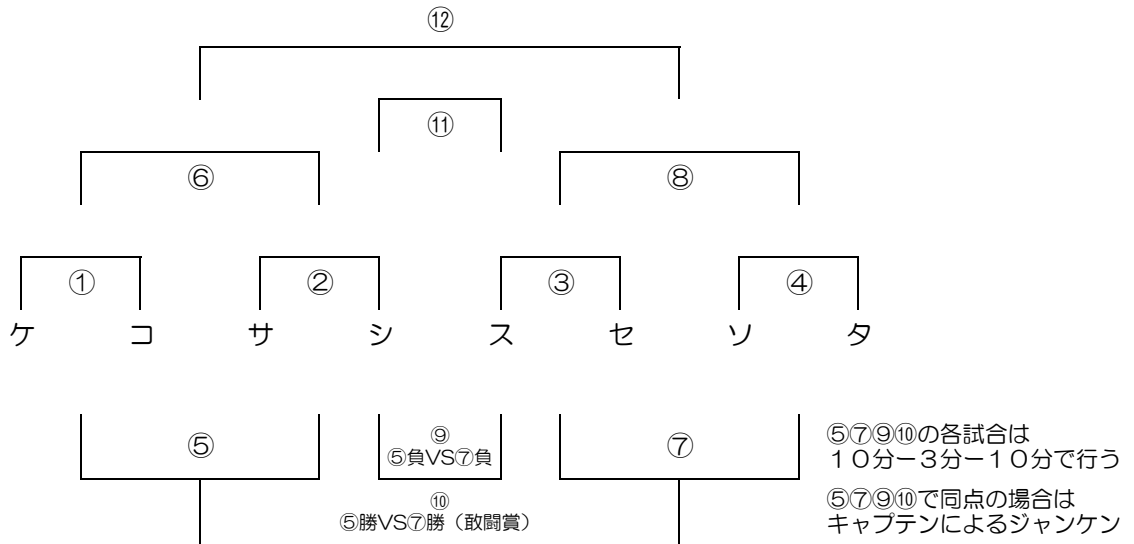 ⑫
⑪
⑥
⑧
①
②
③
④
ケ コ サ シ ス セ ソ タ
⑤
⑨
⑤負VS⑦負
⑦
⑩
⑤勝VS⑦勝（敢闘賞）
⑤⑦⑨⑩の各試合は
１０分ー３分ー１０分で行う
⑤⑦⑨⑩で同点の場合は
キャプテンによるジャンケン